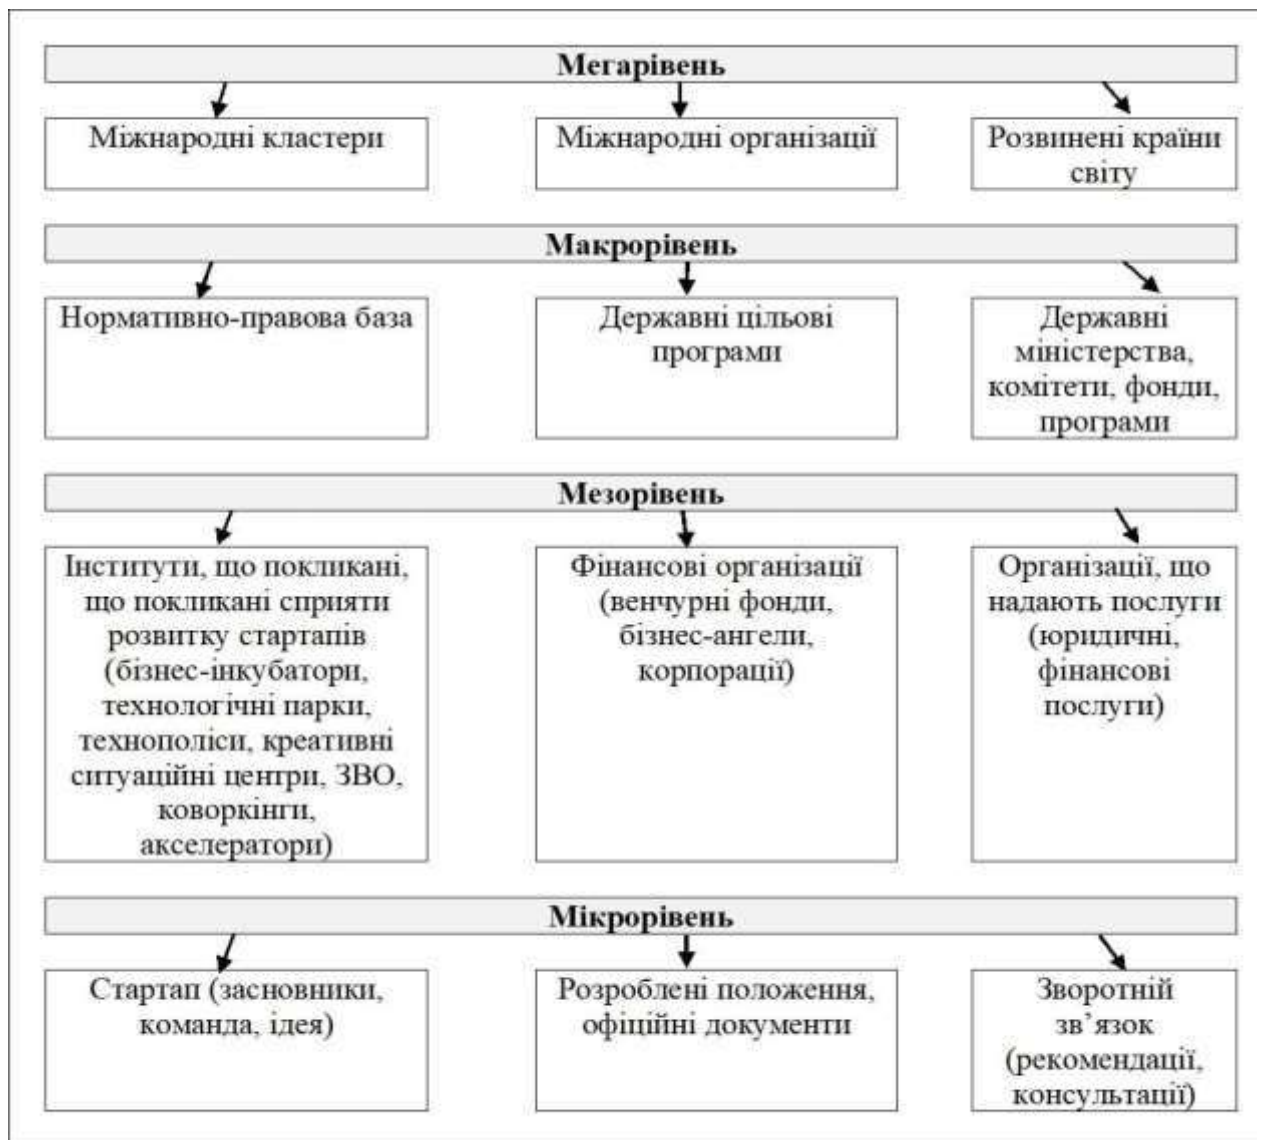 Мегарівень
Міжнародні кластери
Міжнародні організації
Розвинені країни
світу
Макрорівень
Нормативно-правова база
Державні цільові
програми
Державні
міністерства,
комітети, фонди,
програми
Мезорівень
Інститути, що покликані,
що покликані сприяти
розвитку стартапів
(бізнес-інкубатори,
технологічні парки,
технополіси, креативні
ситуаційні центри, ЗВО,
коворкінги,
акселератори)
Фінансові організації
(венчурні фонди,
бізнес-ангели,
корпорації)
Організації, що
надають послуги
(юридичні,
фінансові
послуги)
Мікрорівень
Стартап (засновники,
команда, ідея)
Розроблені положення,
офіційні документи
Зворотній
зв’язок
(рекомендації,
консультації)